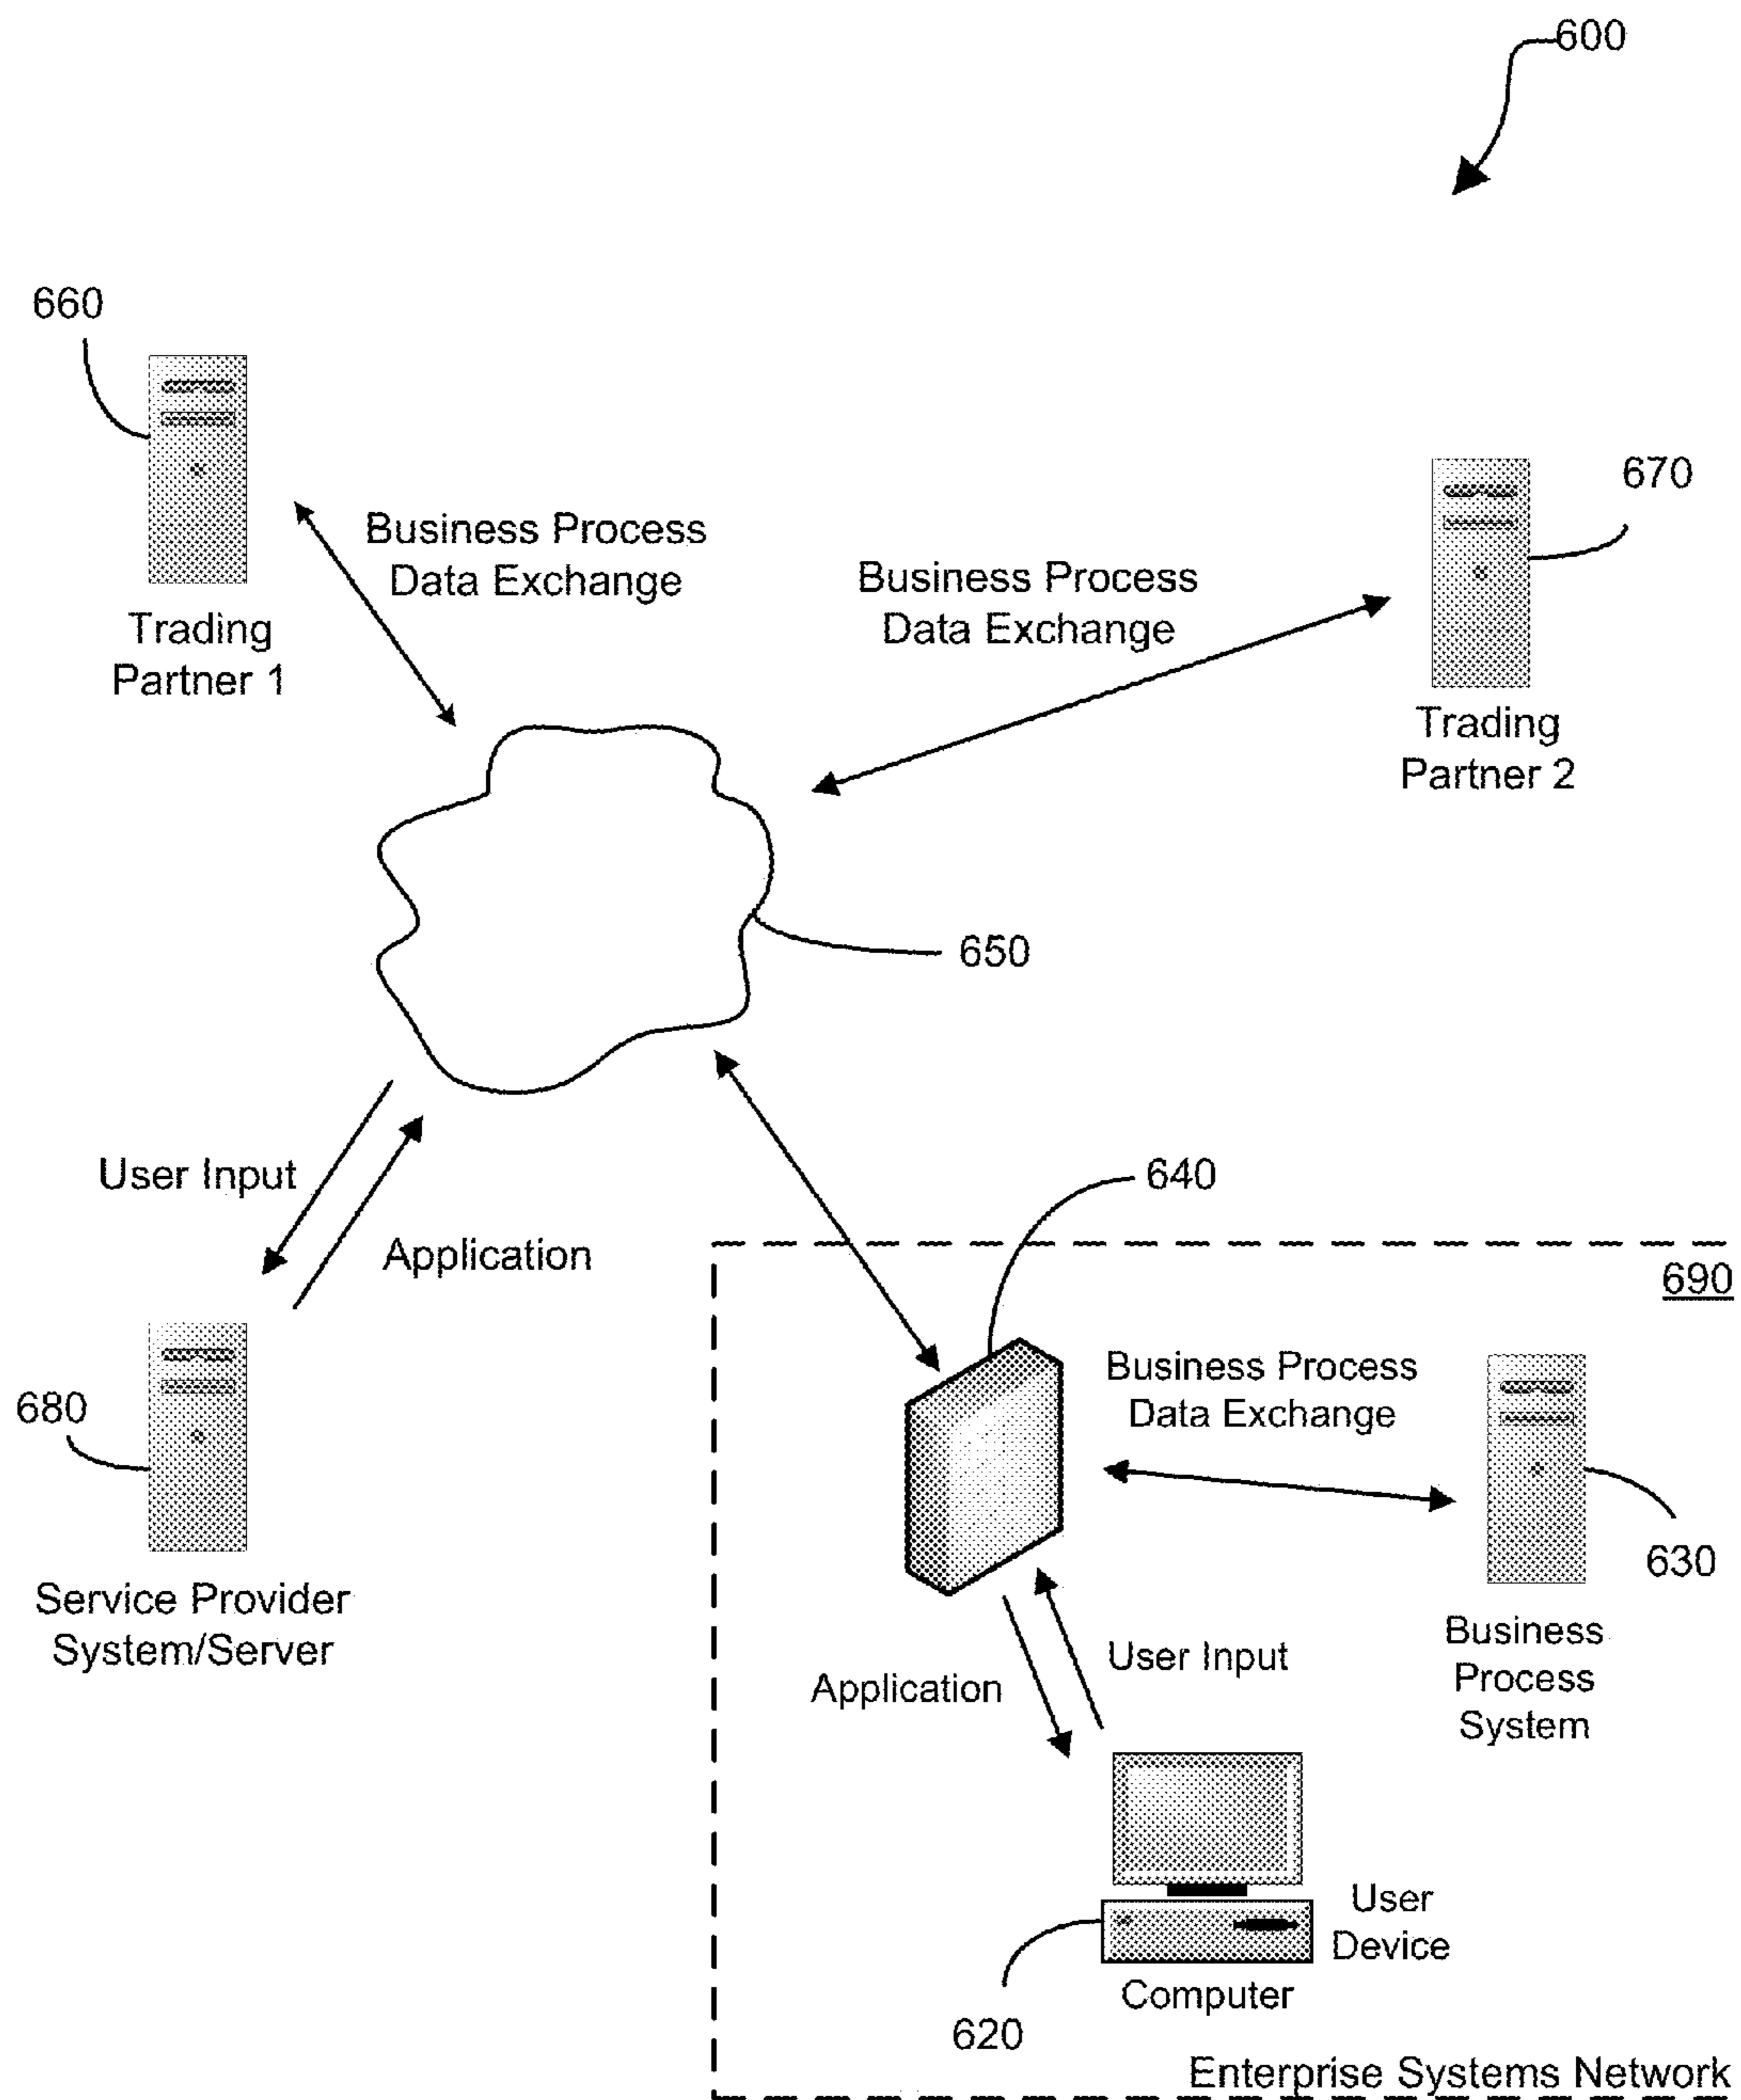 600
660
670
Business Process
Data Exchange
Business Process
Data Exchange
Trading
Partner 1
Trading
Partner 2
650
User Input
Application
640
690
Business Process
Data Exchange
680
630
Service Provider
System/Server
Business
Process
System
User Input
Application
User
Device
Computer
620
Enterprise Systems Network